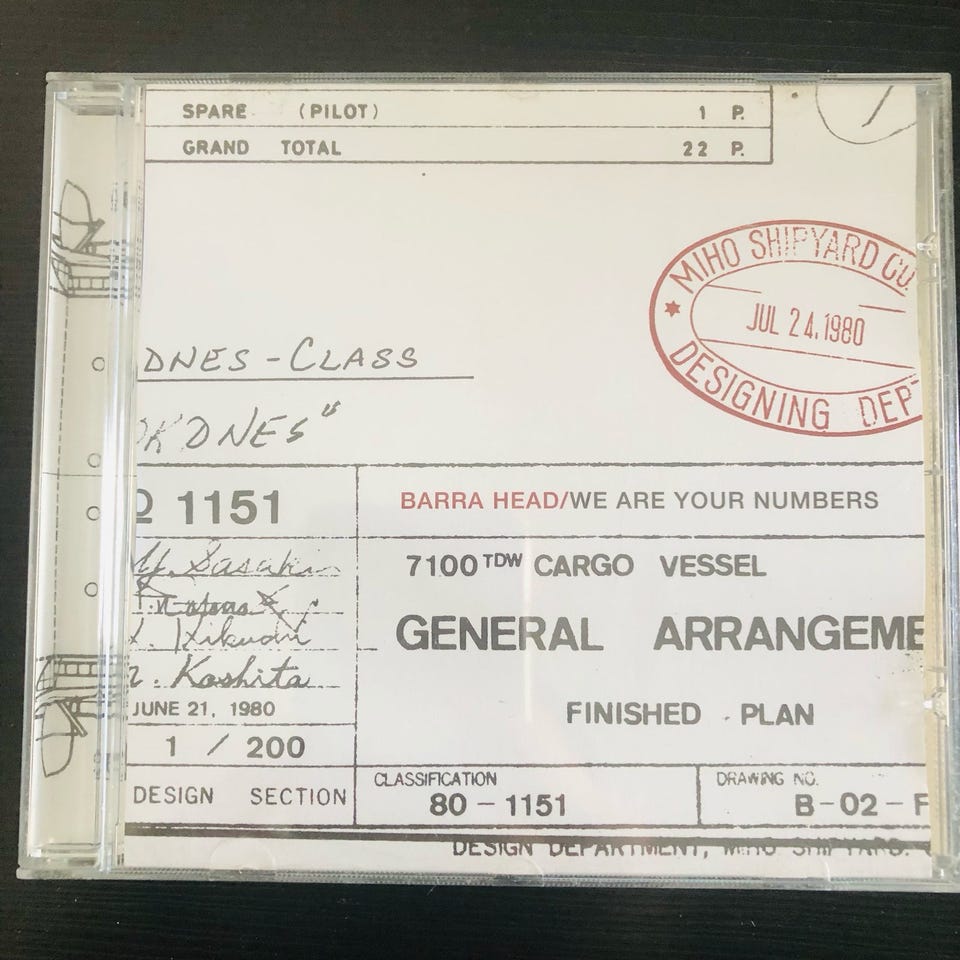 SPARE (PILOT) 1 P.
GRAND TOTAL 22 P.
MIHO SHIPYARD CO.
JUL 24.1980
DESIGNING DEP
DNES-CLASS
OKDNES"
1151
BARRA HEAD/WE ARE YOUR NUMBERS
Y. Sasaki
Kikuchi
Koshita
JUNE 21, 1980
1 / 200
DESIGN SECTION
7100 TDW CARGO VESSEL
GENERAL ARRANGEME
FINISHED PLAN
CLASSIFICATION
80-1151
DRAWING NO.
B-02-F
DESIGN DEPARTMENT, MIHO SHIPYARD.